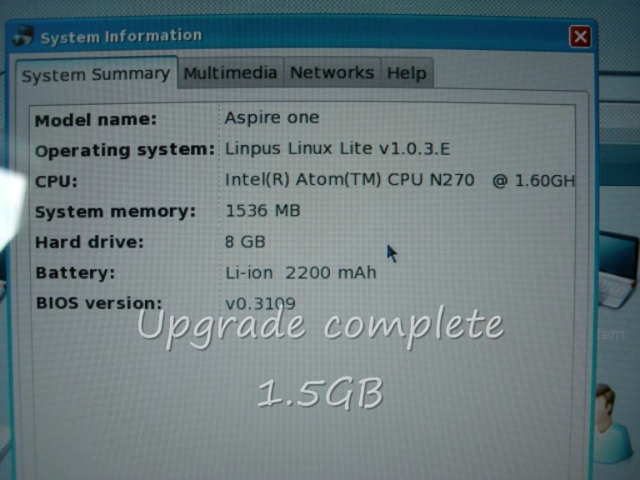 System Information
System Summary Multimedia Networks Help
Model name: Aspire one
Operating system: Linpus Linux Lite v1.0.3.E
CPU: Intel(R) Atom(TM) CPU N270 @ 1.60GH
System memory: 1536 MB
Hard drive: 8 GB
Battery: Li-ion 2200 mAh
BIOS version: v0.3109
Upgrade complete
1.5GB